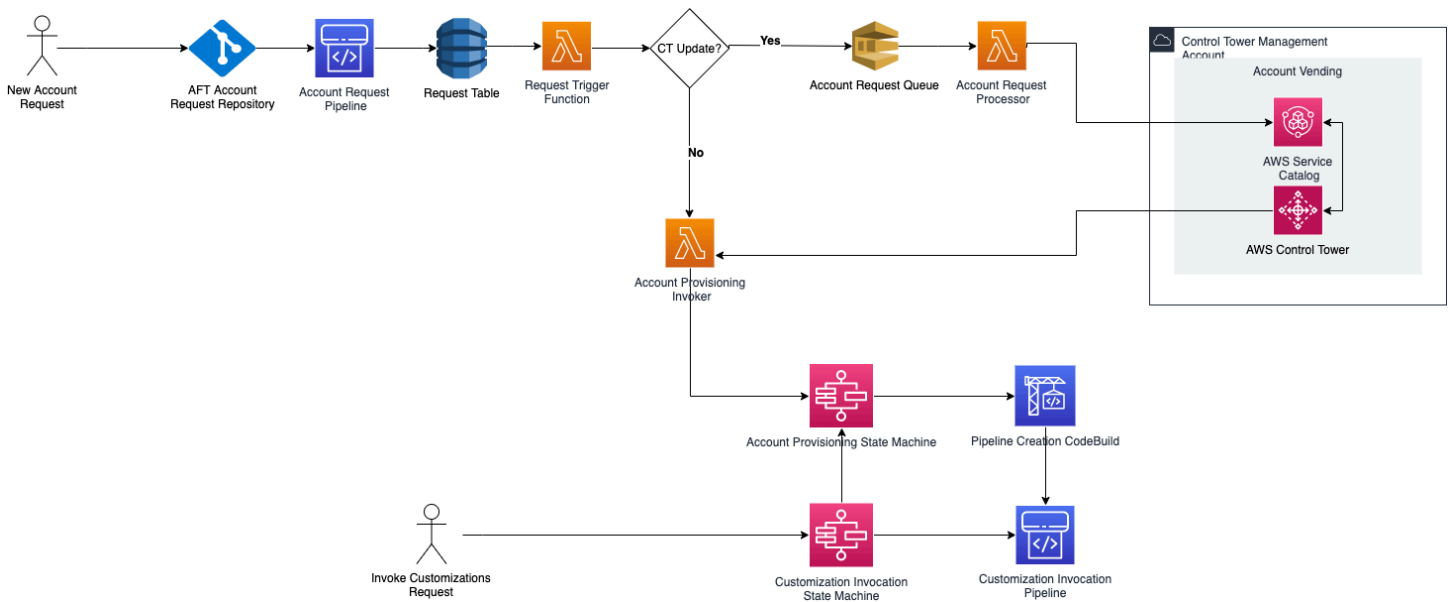 New Account
Request
AFT Account
Request Repository
Account Request
Pipeline
Request Table
Request Trigger
Function
CT Update?
Yes
Account Request Queue
Account Request
Processor
Control Tower Management
Account
Account Vending
AWS Service
Catalog
AWS Control Tower
No
Account Provisioning
Invoker
Account Provisioning State Machine
Pipeline Creation CodeBuild
Invoke Customizations
Request
Customization Invocation
State Machine
Customization Invocation
Pipeline